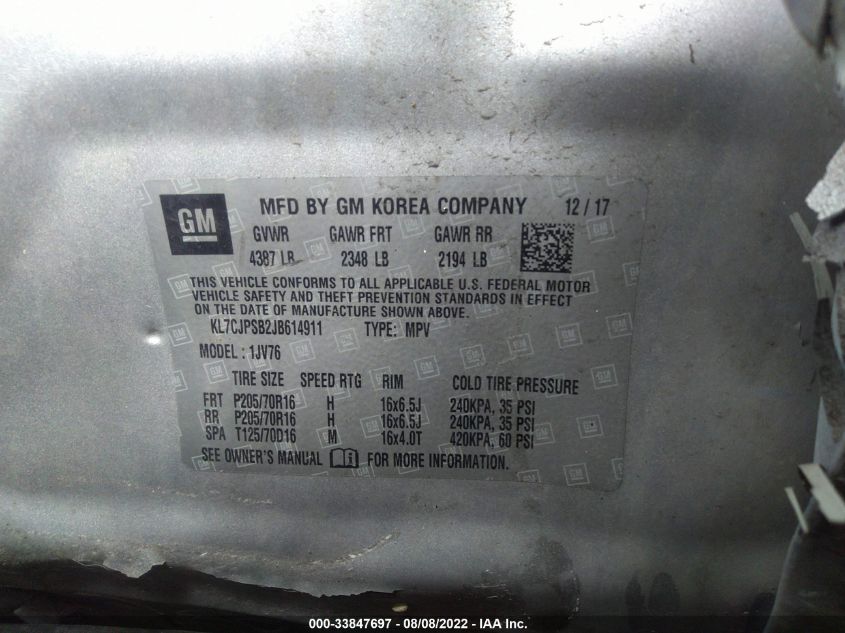 GM
MFD BY GM KOREA COMPANY 12 / 17
GVWR GAWR FRT GAWR RR
4387 LB 2348 LB 2194 LB
THIS VEHICLE CONFORMS TO ALL APPLICABLE U.S. FEDERAL MOTOR
VEHICLE SAFETY AND THEFT PREVENTION STANDARDS IN EFFECT
ON THE DATE OF MANUFACTURE SHOWN ABOVE.
KL7CJPSB2JB614911 TYPE: MPV
MODEL : 1JV76
TIRE SIZE SPEED RTG RIM COLD TIRE PRESSURE
FRT P205/70R16 H 16x6.5J 240KPA, 35 PSI
RR P205/70R16 H 16x6.5J 240KPA, 35 PSI
SPA T125/70D16 M 16x4.0T 420KPA, 60 PSI
SEE OWNER'S MANUAL FOR MORE INFORMATION.
000-33847697 - 08/08/2022 - IAA Inc.